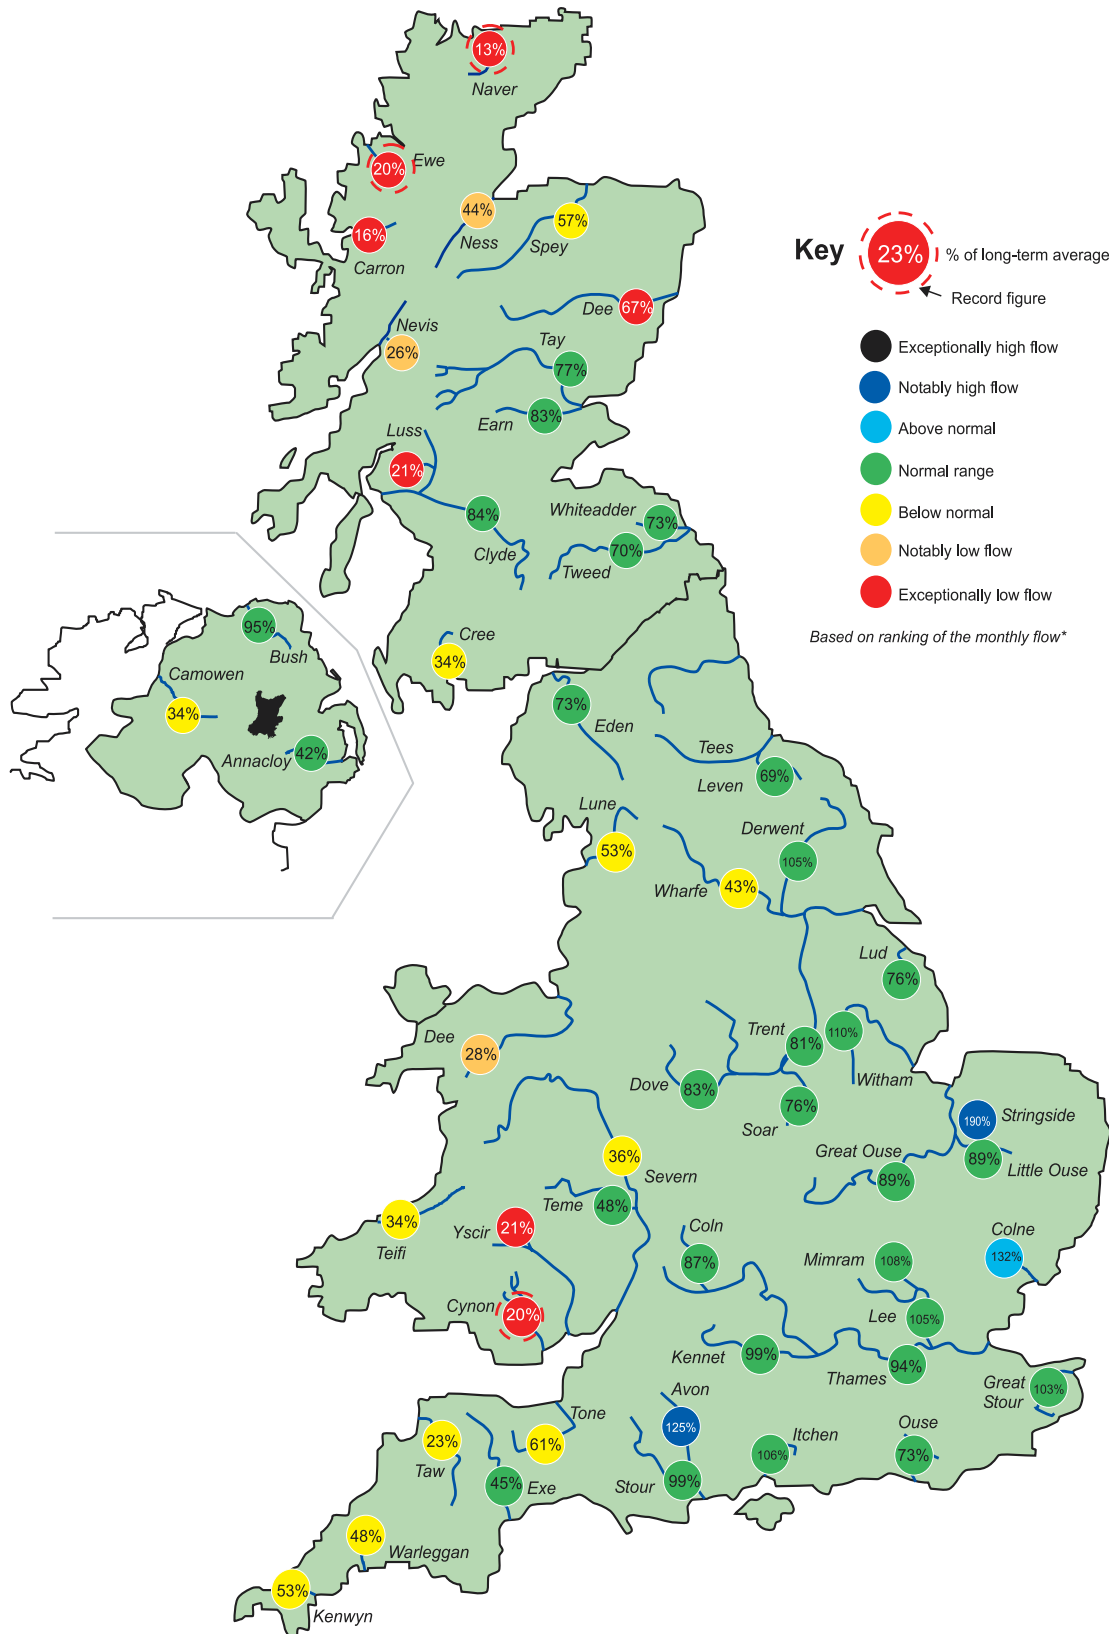 13%
Naver
Ewe
20%
44%
Ness
57%
Spey
16%
Carron
Key
23%
% of long-term average
Record figure
Exceptionally high flow
Notably high flow
Above normal
Normal range
Below normal
Notably low flow
Exceptionally low flow
Based on ranking of the monthly flow*
Dee
67%
Nevis
26%
Tay
77%
Earn
83%
Luss
21%
84%
Clyde
Whiteadder
73%
70%
Tweed
Cree
34%
95%
Bush
Camowen
34%
Annacloy
42%
73%
Eden
Tees
Leven
69%
Lune
53%
Derwent
105%
Wharfe
43%
Lud
76%
Dee
28%
Trent
81%
110%
Witham
Dove
83%
76%
Soar
190%
Stringside
89%
Little Ouse
Great Ouse
89%
36%
Severn
Teme
48%
34%
Teifi
Yscir
21%
Cynon
20%
Coln
87%
Mimram
108%
Colne
132%
Lee
105%
Kennet
99%
94%
Thames
Great
Stour
103%
Avon
125%
Itchen
106%
Ouse
73%
Stour
99%
Tone
61%
23%
Taw
45%
Exe
48%
Warleggan
53%
Kenwyn